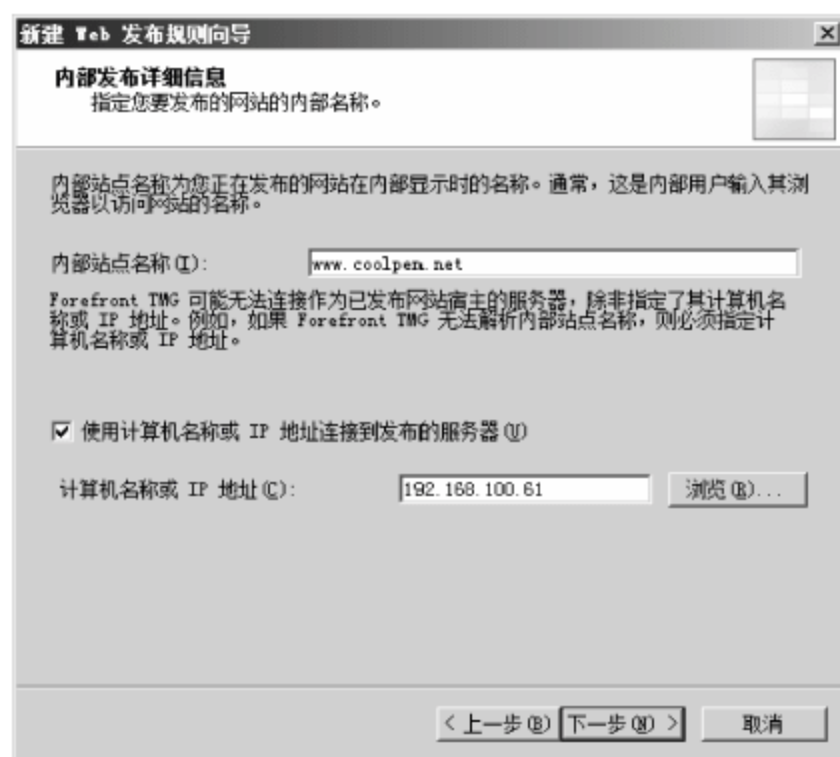 新建 Web 发布规则向导
内部发布详细信息
指定您要发布的网站的内部名称。
内部站点名称为您正在发布的网站在内部显示时的名称。通常，这是内部用户输入其浏
览器以访问网站的名称。
内部站点名称(I):
www.coolpen.net
Forefront TMG 可能无法连接作为已发布网站宿主的服务器，除非指定了其计算机名
称或 IP 地址。例如，如果 Forefront TMG 无法解析内部站点名称，则必须指定计
算机名称或 IP 地址。
使用计算机名称或 IP 地址连接到发布的服务器(U)
计算机名称或 IP 地址(C):
192.168.100.61
浏览(R)...
< 上一步(B)
下一步(N) >
取消